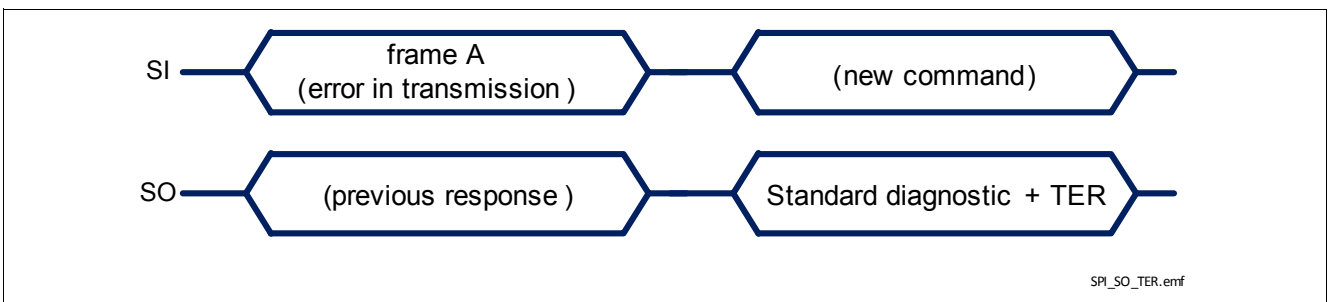 SI
frame A
(error in transmission )
(new command)
SO
(previous response )
Standard diagnostic + TER
SPI_SO_TER.emf